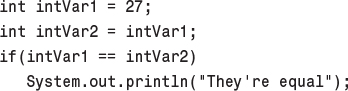 int intVar1 = 27;
int intVar2 = intVar1;
if(intVar1 == intVar2)
   System.out.println("They're equal");